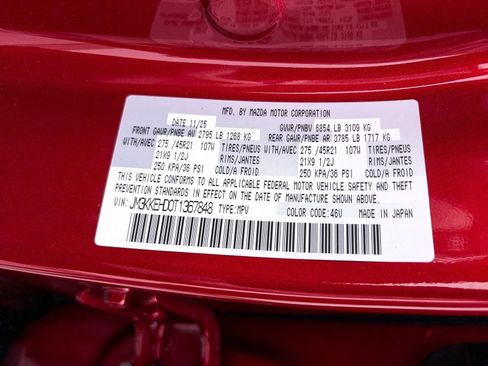 MFD. BY MAZDA MOTOR CORPORATION
DATE 11/25 GVWR/PNBV 6854 LB 3109 KG
FRONT GAWR/PNBE AV 2795 LB 1268 KG REAR GAWR/PNBE AR 3785 LB 1717 KG
WITH/AVEC 275 /45R21 107W TIRES/PNEUS WITH/AVEC 275 /45R21 107W TIRES/PNEUS
21X9 1/2J RIMS/JANTES 21X9 1/2J RIMS/JANTES
250 KPA/36 PSI COLD/A FROID 250 KPA/36 PSI COLD/A FROID
THIS VEHICLE CONFORMS TO ALL APPLICABLE FEDERAL MOTOR VEHICLE SAFETY AND THEFT
PREVENTION STANDARDS IN EFFECT ON THE DATE OF MANUFACTURE SHOWN ABOVE.
VIN: JM3KKEHD0T1367848 TYPE:MPV COLOR CODE:46V MADE IN JAPAN